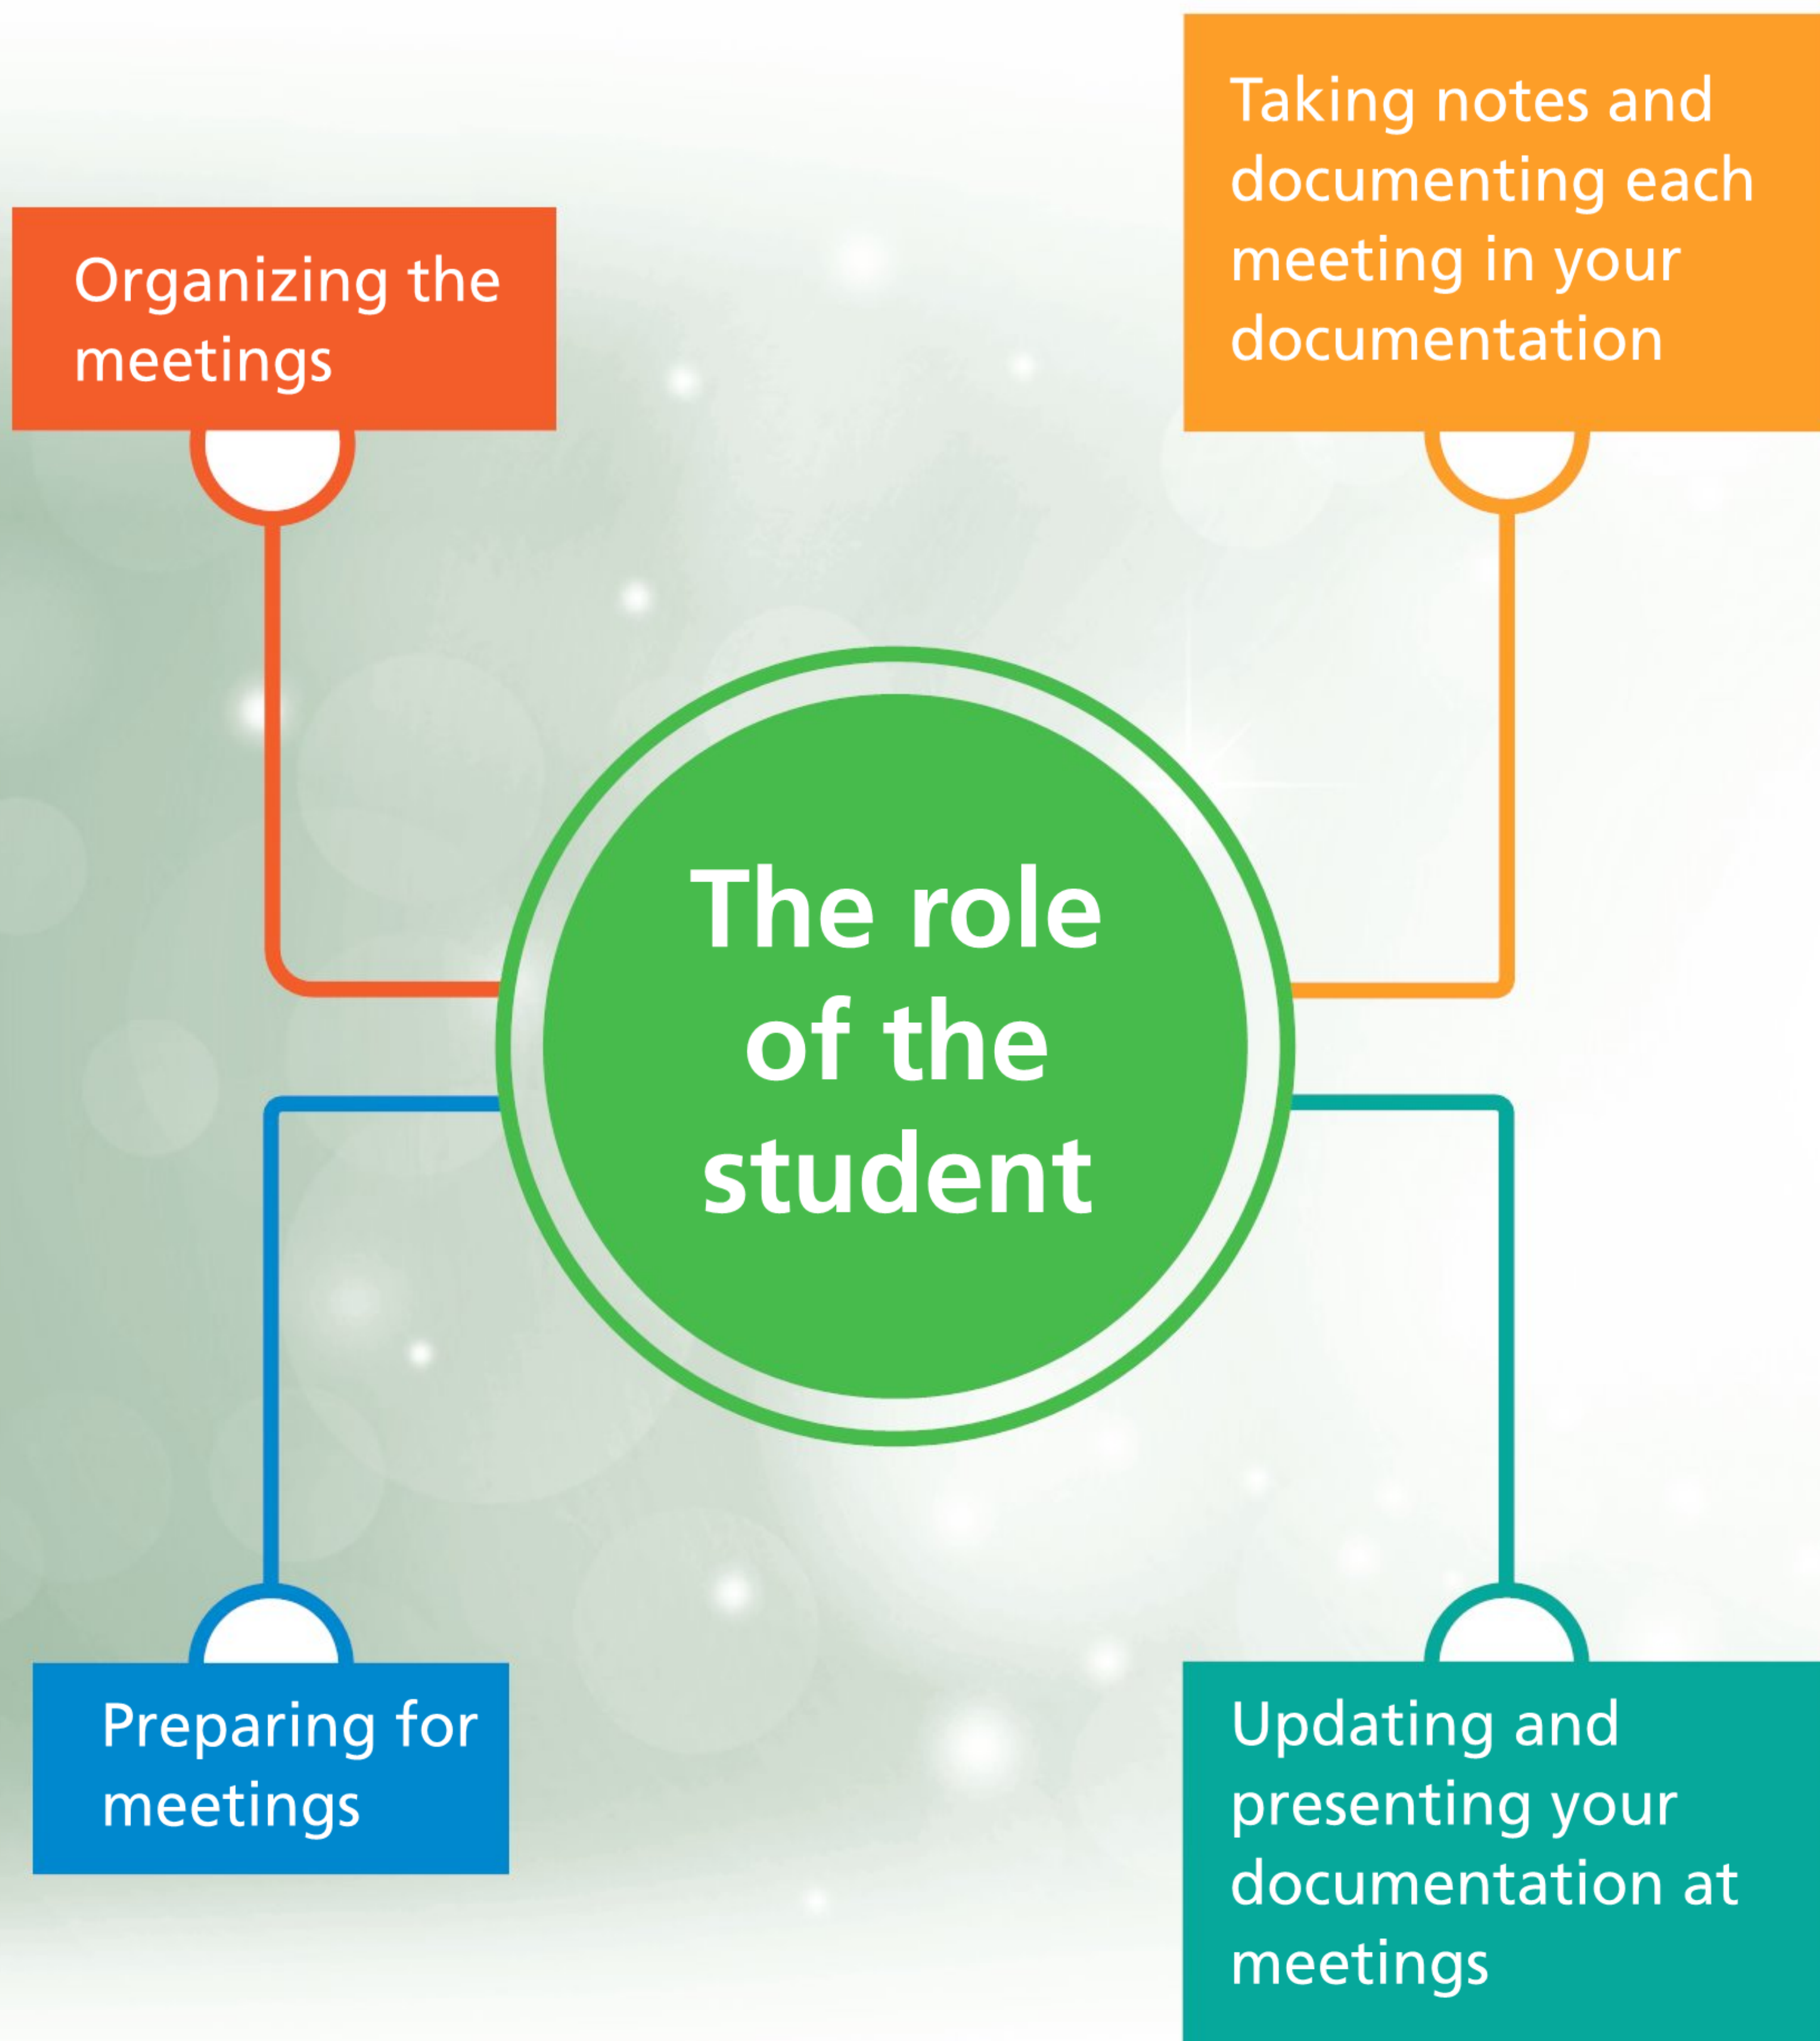 Organizing the
meetings
Taking notes and
documenting each
meeting in your
documentation
The role
of the
student
Preparing for
meetings
Updating and
presenting your
documentation at
meetings